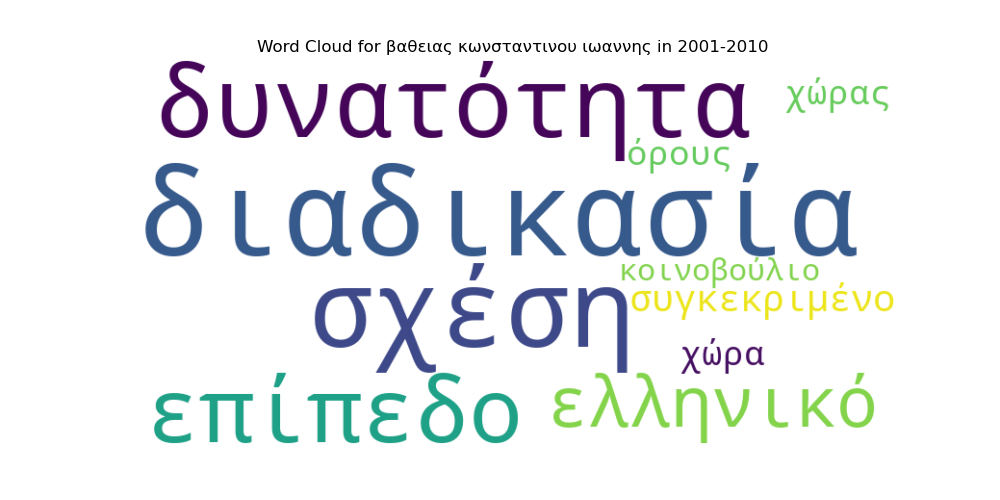 Word Cloud for βαθειας κωνσταντινου ιωαννης in 2001-2010
δυνατότητα
χώρας
όρους
διαδικασία
κοινοβούλιο
σχέση
συγκεκριμένο
χώρα
επίπεδο
ελληνικό